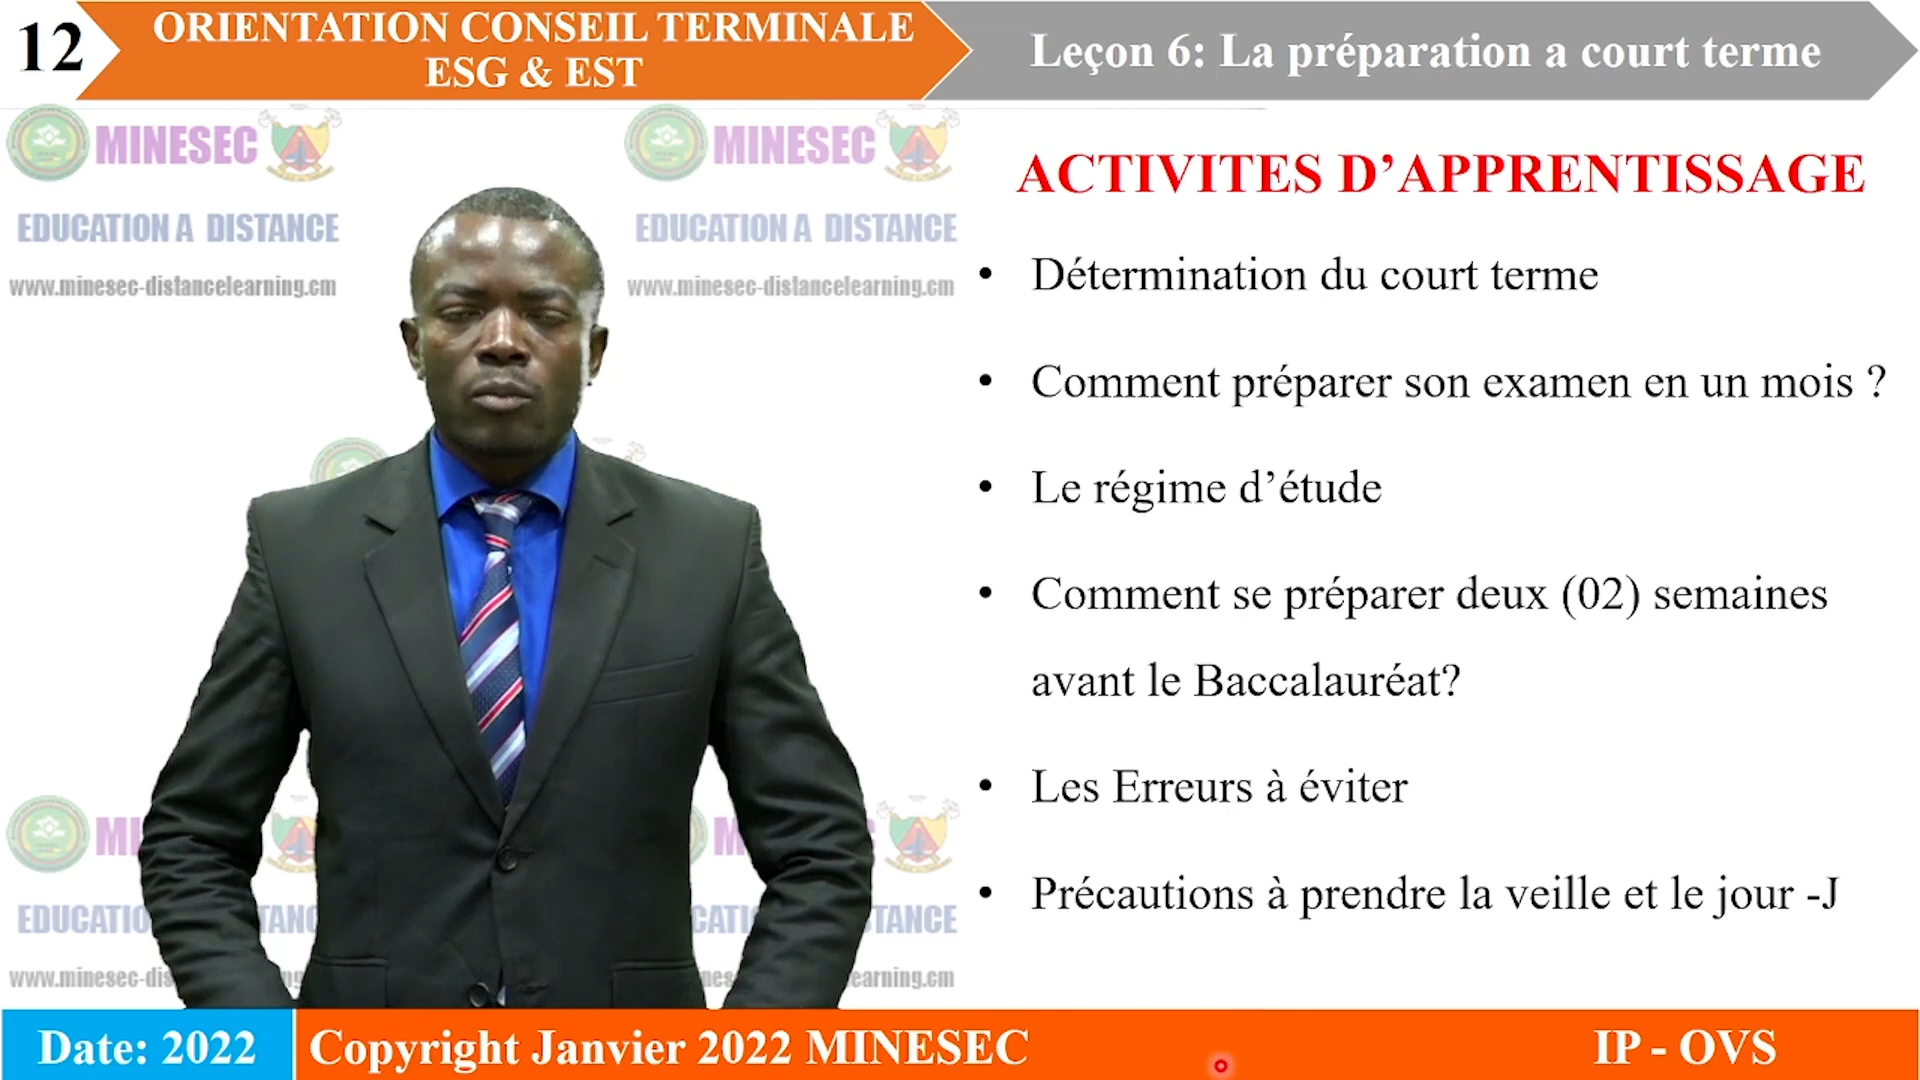 12
ORIENTATION CONSEIL TERMINALE
ESG & EST
Leçon 6: La préparation a court terme
MINESEC
EDUCATION A DISTANCE
www.minesec-distancelearning.cm
MINESEC
EDUCATION A DISTANCE
www.minesec-distancelearning.cm
ACTIVITES D’APPRENTISSAGE
• Détermination du court terme
• Comment préparer son examen en un mois ?
• Le régime d’étude
• Comment se préparer deux (02) semaines
avant le Baccalauréat?
• Les Erreurs à éviter
• Précautions à prendre la veille et le jour -J
Date: 2022
Copyright Janvier 2022 MINESEC
IP - OVS